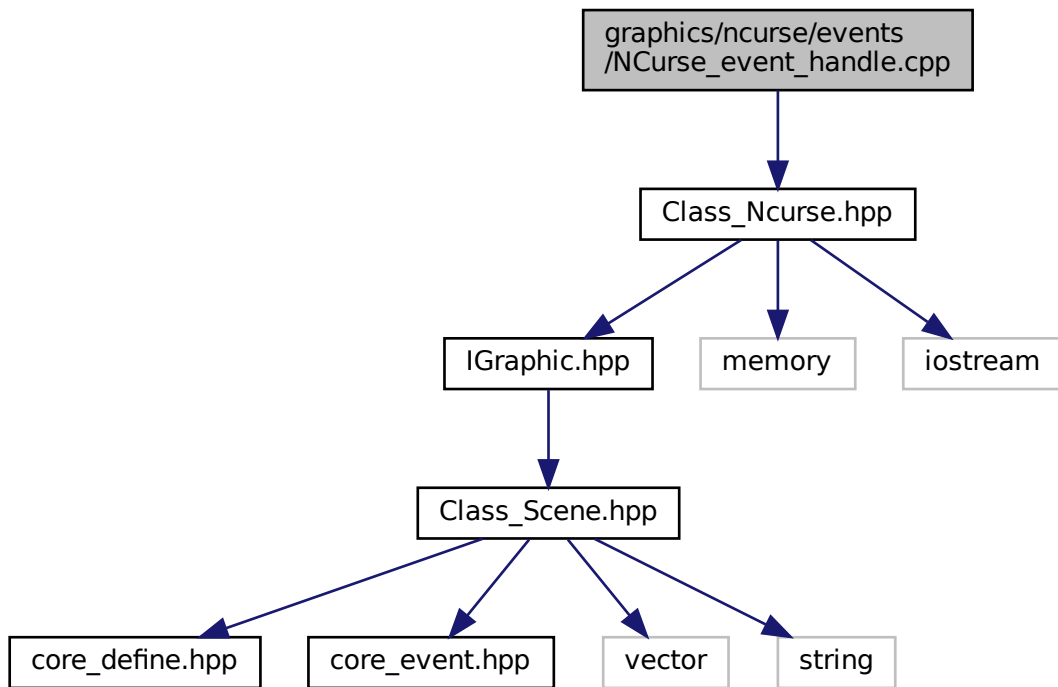 graphics/ncurse/events
/NCurse_event_handle.cpp
Class_Ncurse.hpp
IGraphic.hpp
memory
iostream
Class_Scene.hpp
core_define.hpp
core_event.hpp
vector
string